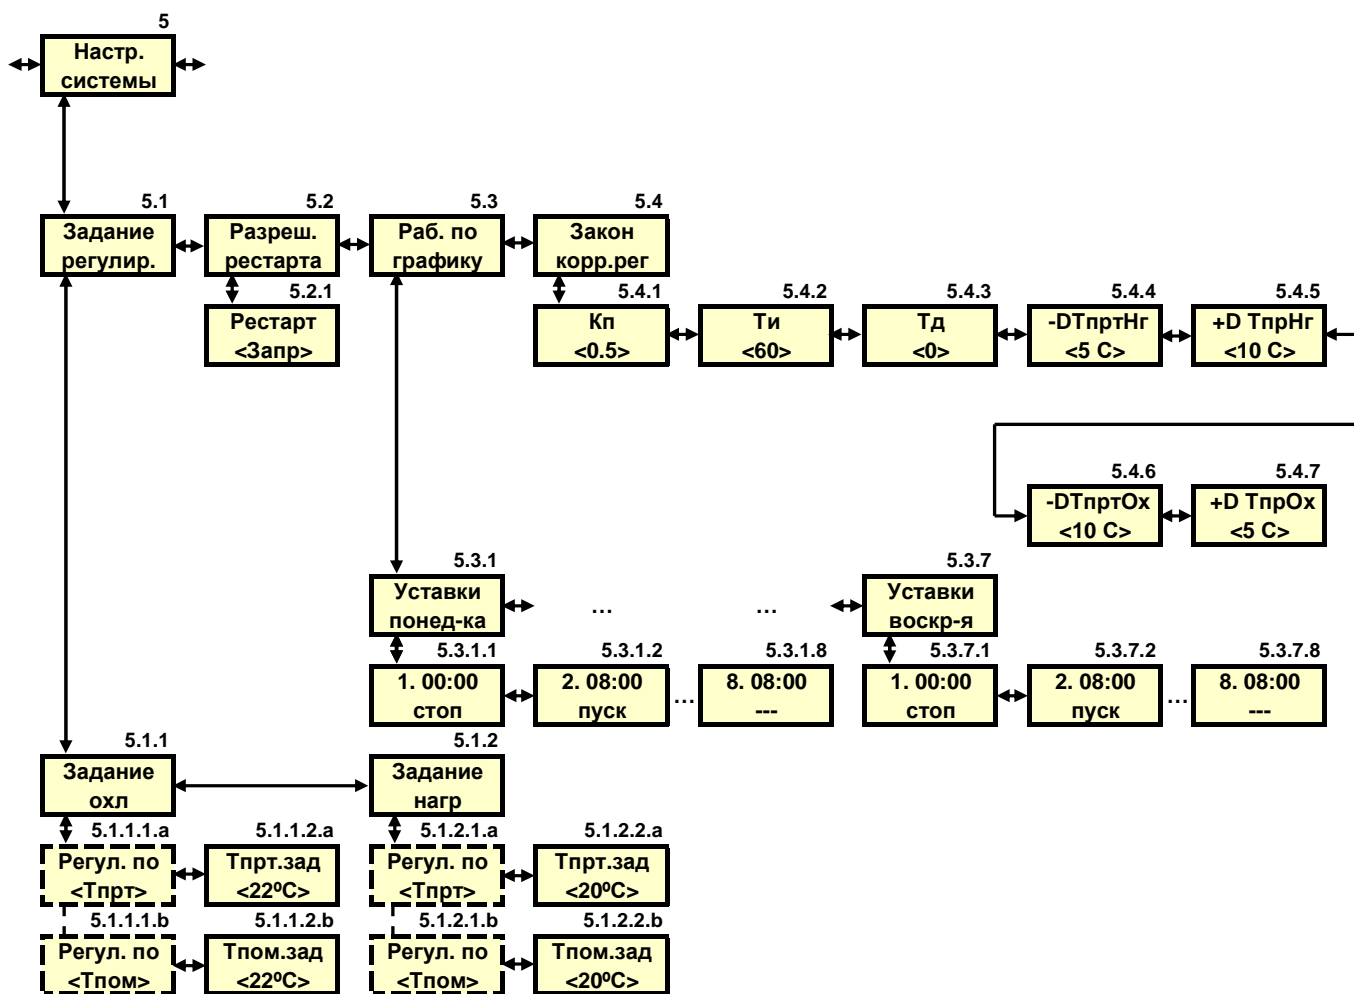 5
Настр.
системы
5.1
5.2
5.3
5.4
Задание
регулир.
Разреш.
рестарта
Раб. по
графику
Закон
корр.рег
5.2.1
5.4.1
5.4.2
5.4.3
5.4.4
5.4.5
Рестарт
<Запр>
Кп
<0.5>
Ти
<60>
Тд
<0>
-DТпртНг
<5 C>
+D ТпрНг
<10 C>
5.4.6
5.4.7
-DТпртОх
<10 C>
+D ТпрОх
<5 C>
5.3.1
5.3.7
Уставки
понед-ка
...
...
Уставки
воскр-я
5.3.1.1
5.3.1.2
5.3.1.8
5.3.7.1
5.3.7.2
5.3.7.8
1. 00:00
стоп
2. 08:00
пуск
...
8. 08:00
---
1. 00:00
стоп
2. 08:00
пуск
...
8. 08:00
---
5.1.1
5.1.2
Задание
охл
Задание
нагр
5.1.1.1.a
5.1.1.2.a
5.1.2.1.a
5.1.2.2.a
Регул. по
<Тпрт>
Тпрт.зад
<22ºC>
Регул. по
<Тпрт>
Тпрт.зад
<20ºC>
5.1.1.1.b
5.1.1.2.b
5.1.2.1.b
5.1.2.2.b
Регул. по
<Тпом>
Тпом.зад
<22ºC>
Регул. по
<Тпом>
Тпом.зад
<20ºC>